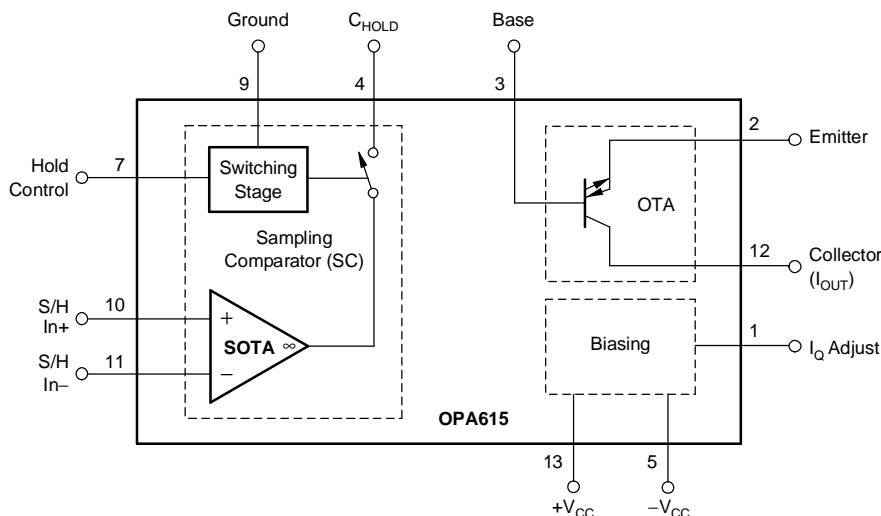 Ground
C_HOLD
Base
9
4
3
Hold
Control
7
Switching
Stage
2
Emitter
OTA
Sampling
Comparator (SC)
12
Collector
(I_OUT)
S/H
In+
10
+
SOTA ∞
S/H
In−
11
−
Biasing
1
I_Q Adjust
OPA615
13
5
+V_CC
−V_CC